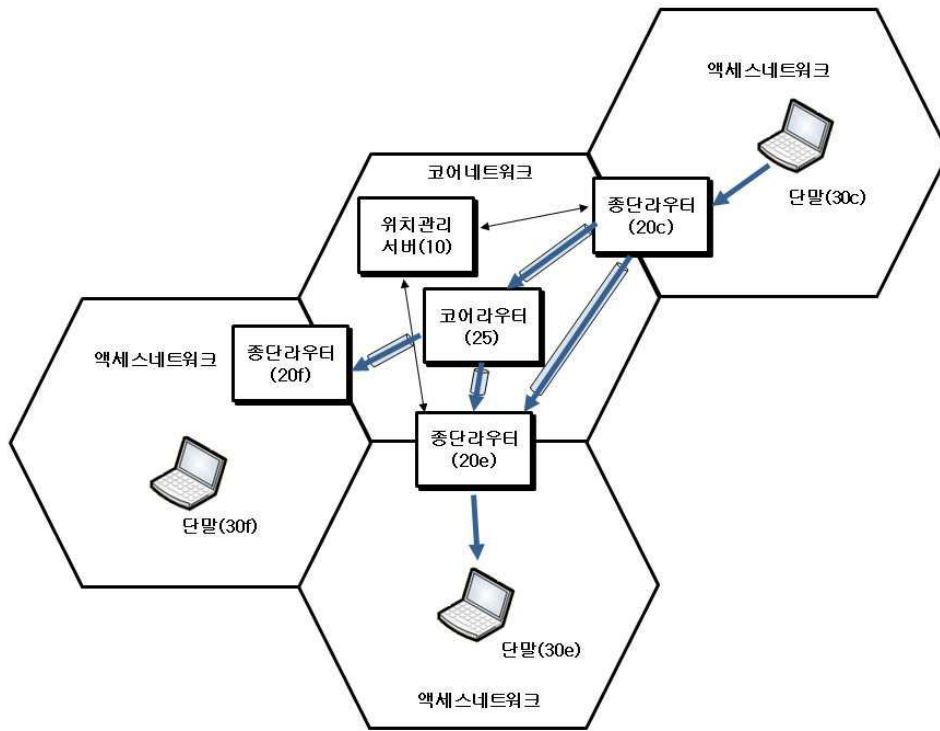 액세스네트워크
단말(30c)
코어네트워크
종단라우터
(20c)
위치관리
서버(10)
코어라우터
(25)
액세스네트워크
종단라우터
(20f)
종단라우터
(20e)
단말(30f)
단말(30e)
액세스네트워크